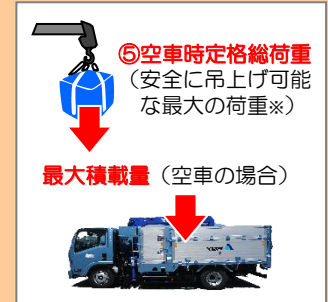 ⑤空車時定格総荷重
（安全に吊上げ可能
な最大の荷重※）
最大積載量（空車の場合）